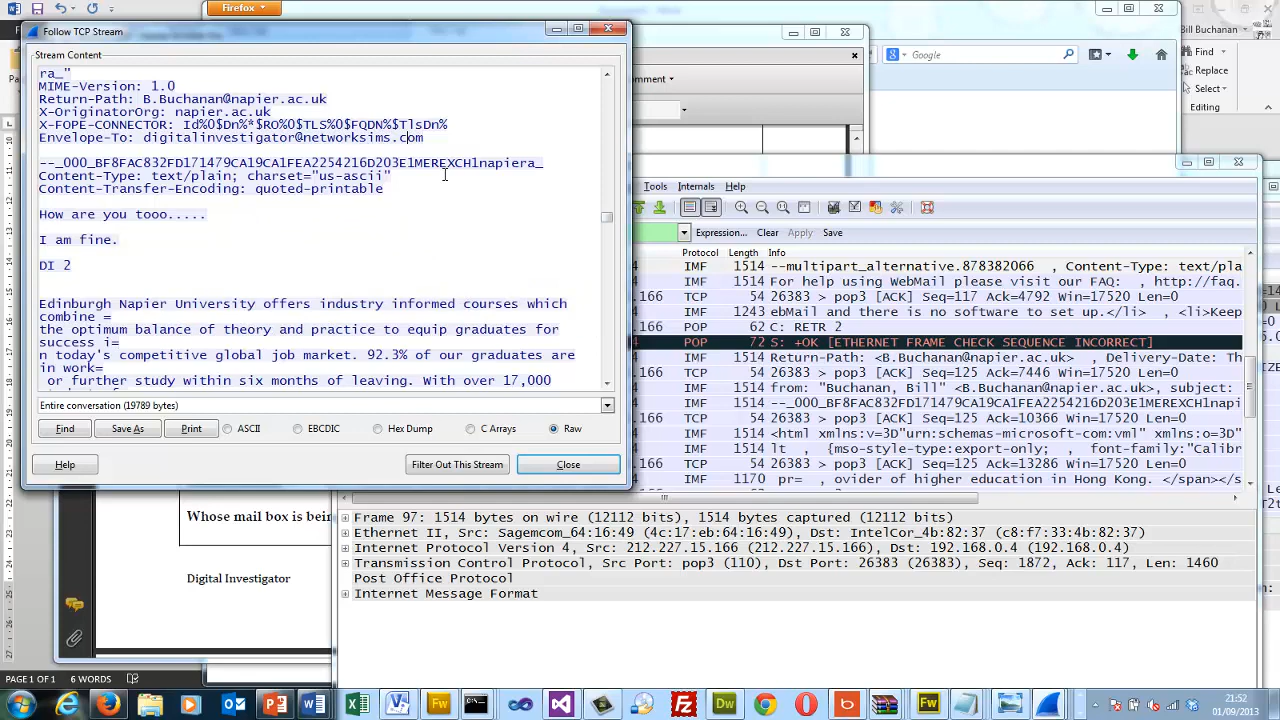 Firefox
Bill Buchanan
Find
Replace
Select
Editing
Google
Follow TCP Stream
Stream Content
ra_"
MIME-Version: 1.0
Return-Path: B.Buchanan@napier.ac.uk
X-OriginatorOrg: napier.ac.uk
X-FOPE-CONNECTOR: Id%0$Dn%*$RO%0$TLS%0$FQDN%$TlsDn%
Envelope-To: digitalinvestigator@networksims.com
--_000_BF8FAC832FD171479CA19CA1FEA2254216D203E1MEREXCH1napiera_
Content-Type: text/plain; charset="us-ascii"
Content-Transfer-Encoding: quoted-printable
How are you tooo.....
I am fine.
DI 2
Edinburgh Napier University offers industry informed courses which
combine =
the optimum balance of theory and practice to equip graduates for
success i=
n today's competitive global job market. 92.3% of our graduates are
in work=
or further study within six months of leaving. With over 17,000
Entire conversation (19789 bytes)
Find
Save As
Print
ASCII
EBCDIC
Hex Dump
C Arrays
Raw
Help
Filter Out This Stream
Close
Tools Internals Help
Expression... Clear Apply Save
Protocol Length Info
4 IMF 1514 --multipart_alternative.878382066 , Content-Type: text/pla
4 IMF 1514 For help using WebMail please visit our FAQ: , http://faq.
.166 TCP 54 26383 > pop3 [ACK] Seq=117 Ack=4792 Win=17520 Len=0
4 IMF 1243 ebMail and there is no software to set up.</li> , <li>Keep
.166 POP 62 C: RETR 2
4 POP 72 S: +OK [ETHERNET FRAME CHECK SEQUENCE INCORRECT]
4 IMF 1514 Return-Path: <B.Buchanan@napier.ac.uk> , Delivery-Date: Th
.166 TCP 54 26383 > pop3 [ACK] Seq=125 Ack=7446 Win=17520 Len=0
4 IMF 1514 from: "Buchanan, Bill" <B.Buchanan@napier.ac.uk>, subject:
4 IMF 1514 --_000_BF8FAC832FD171479CA19CA1FEA2254216D203E1MEREXCH1napi
.166 TCP 54 26383 > pop3 [ACK] Seq=125 Ack=10366 Win=17520 Len=0
4 IMF 1514 <html xmlns:v=3D"urn:schemas-microsoft-com:vml" xmlns:o=3D"
4 IMF 1514 lt , {mso-style-type:export-only; , font-family:"Calibr
.166 TCP 54 26383 > pop3 [ACK] Seq=125 Ack=13286 Win=17520 Len=0
4 IMF 1170 pr= , ovider of higher education in Hong Kong. </span></s
Frame 97: 1514 bytes on wire (12112 bits), 1514 bytes captured (12112 bits)
Ethernet II, Src: Sagemcom_64:16:49 (4c:17:eb:64:16:49), Dst: IntelCor_4b:82:37 (c8:f7:33:4b:82:37)
Internet Protocol Version 4, Src: 212.227.15.166 (212.227.15.166), Dst: 192.168.0.4 (192.168.0.4)
Transmission Control Protocol, Src Port: pop3 (110), Dst Port: 26383 (26383), Seq: 1872, Ack: 117, Len: 1460
Post Office Protocol
Internet Message Format
Whose mail box is bein
Digital Investigator
PAGE 1 OF 1 6 WORDS
21:52
01/09/2013